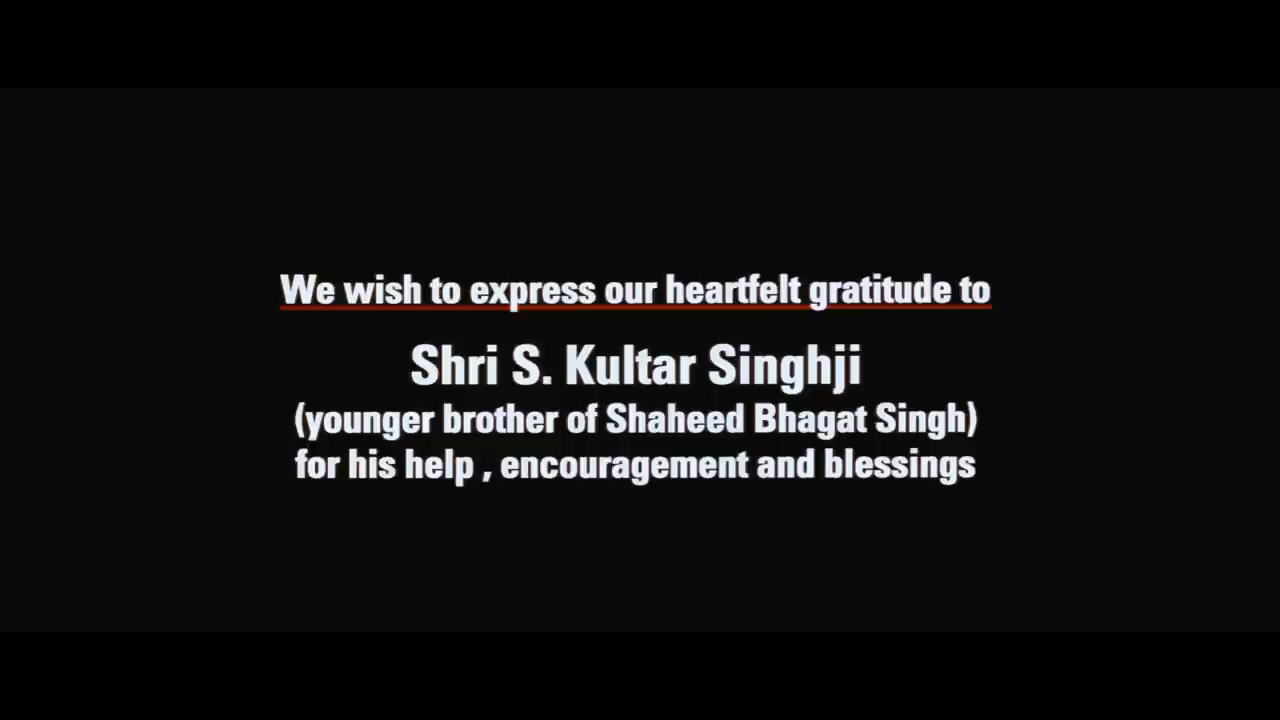 We wish to express our heartfelt gratitude to
Shri S. Kultar Singhji
(younger brother of Shaheed Bhagat Singh)
for his help , encouragement and blessings